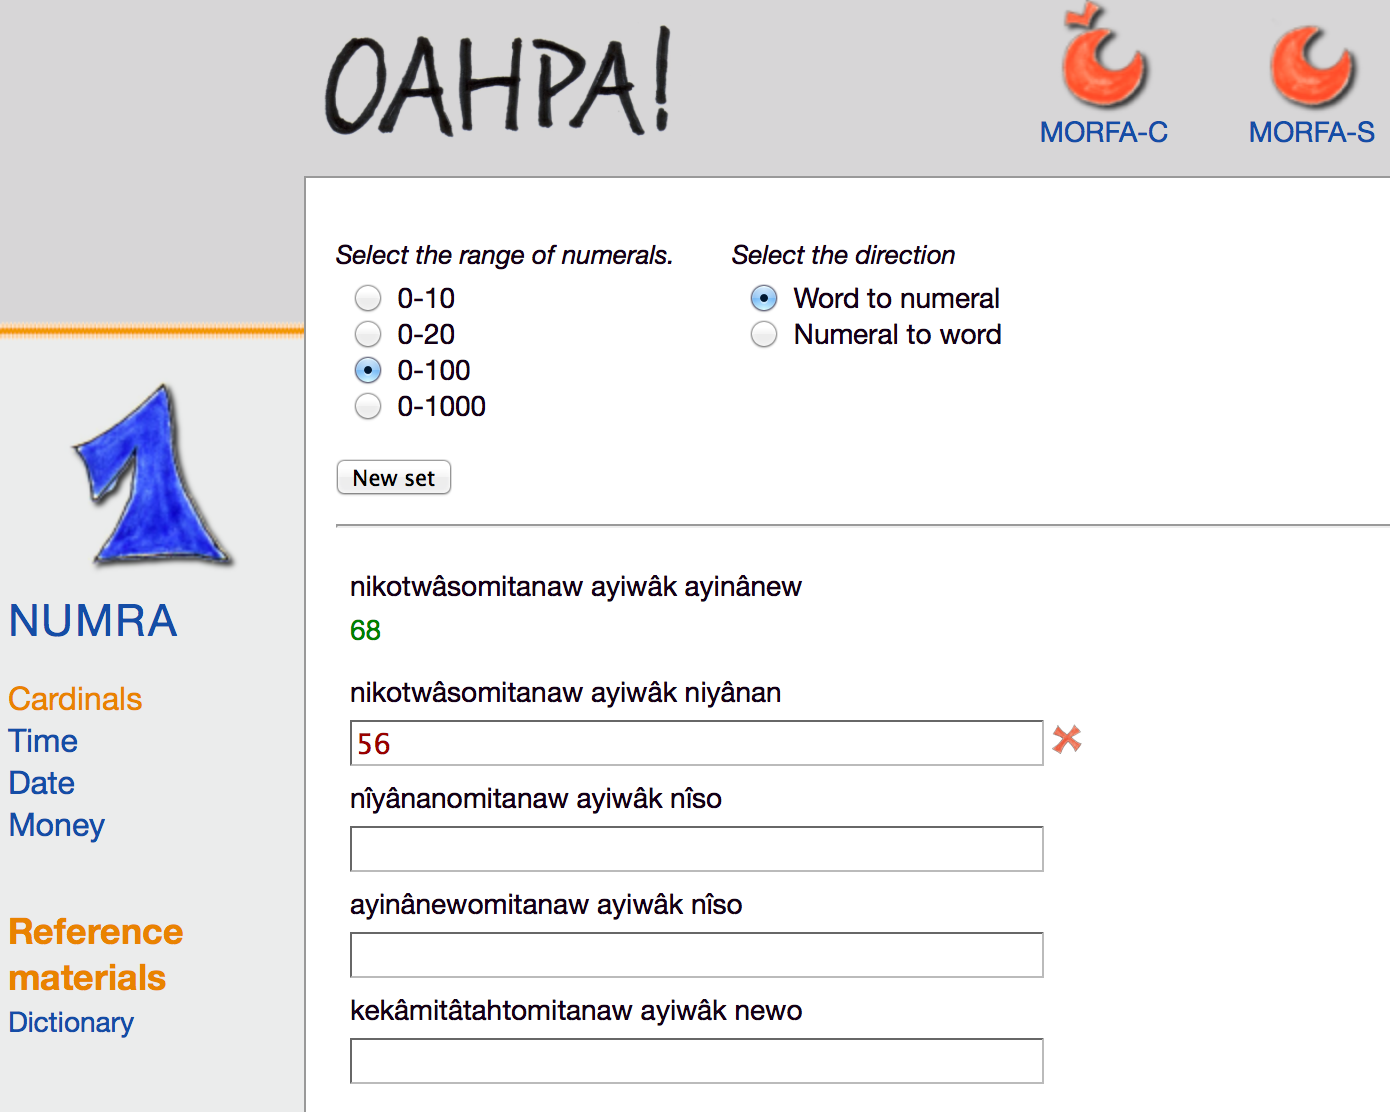 OAHPA!
MORFA-C
MORFA-S
Select the range of numerals.
0-10
0-20
0-100
0-1000
Select the direction
Word to numeral
Numeral to word
New set
NUMRA
Cardinals
Time
Date
Money
Reference
materials
Dictionary
nikotwâsomitanaw ayiwâk ayinânew
68
nikotwâsomitanaw ayiwâk niyânan
56
nîyânanomitanaw ayiwâk nîso
ayinânewomitanaw ayiwâk nîso
kekâmitâtahtomitanaw ayiwâk newo